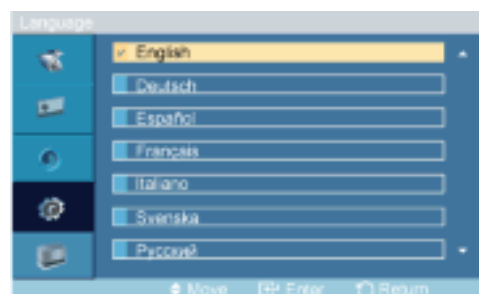 Language
English
Deutsch
Español
Français
Italiano
Svenska
Русский
Move Enter Return